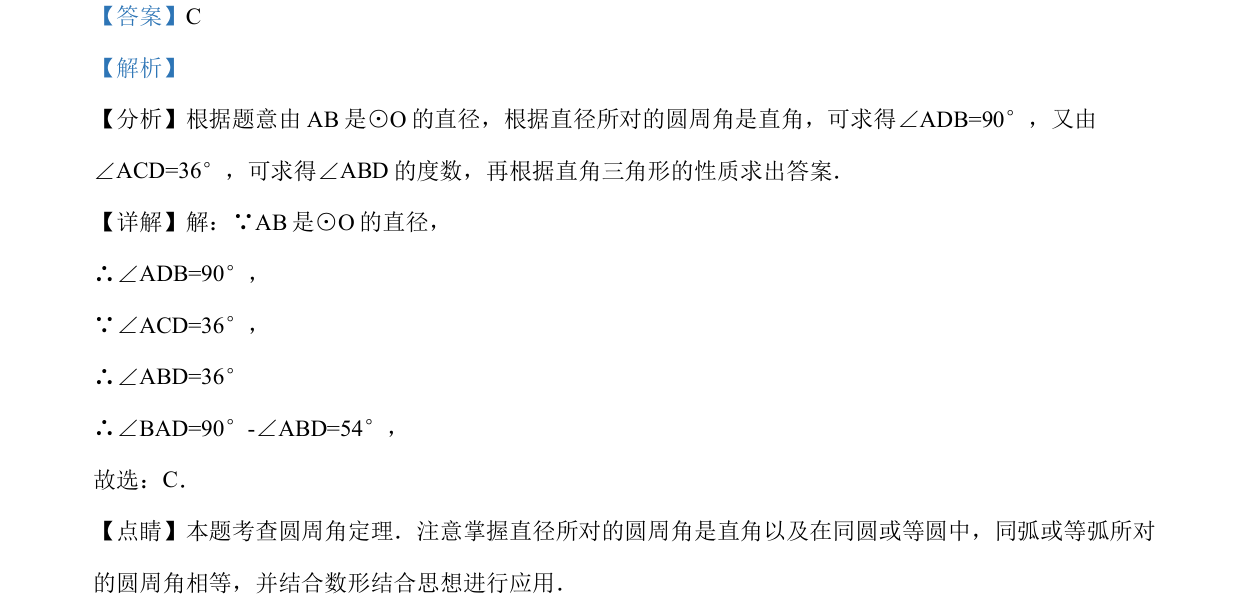 【答案】C
【解析】
【分析】根据题意由 AB 是⊙O 的直径，根据直径所对的圆周角是直角，可求得∠ADB=90°，又由
∠ACD=36°，可求得∠ABD 的度数，再根据直角三角形的性质求出答案．
【详解】解：∵AB 是⊙O 的直径，
∴∠ADB=90°，
∵∠ACD=36°，
∴∠ABD=36°
∴∠BAD=90°-∠ABD=54°，
故选：C．
【点睛】本题考查圆周角定理．注意掌握直径所对的圆周角是直角以及在同圆或等圆中，同弧或等弧所对
的圆周角相等，并结合数形结合思想进行应用．